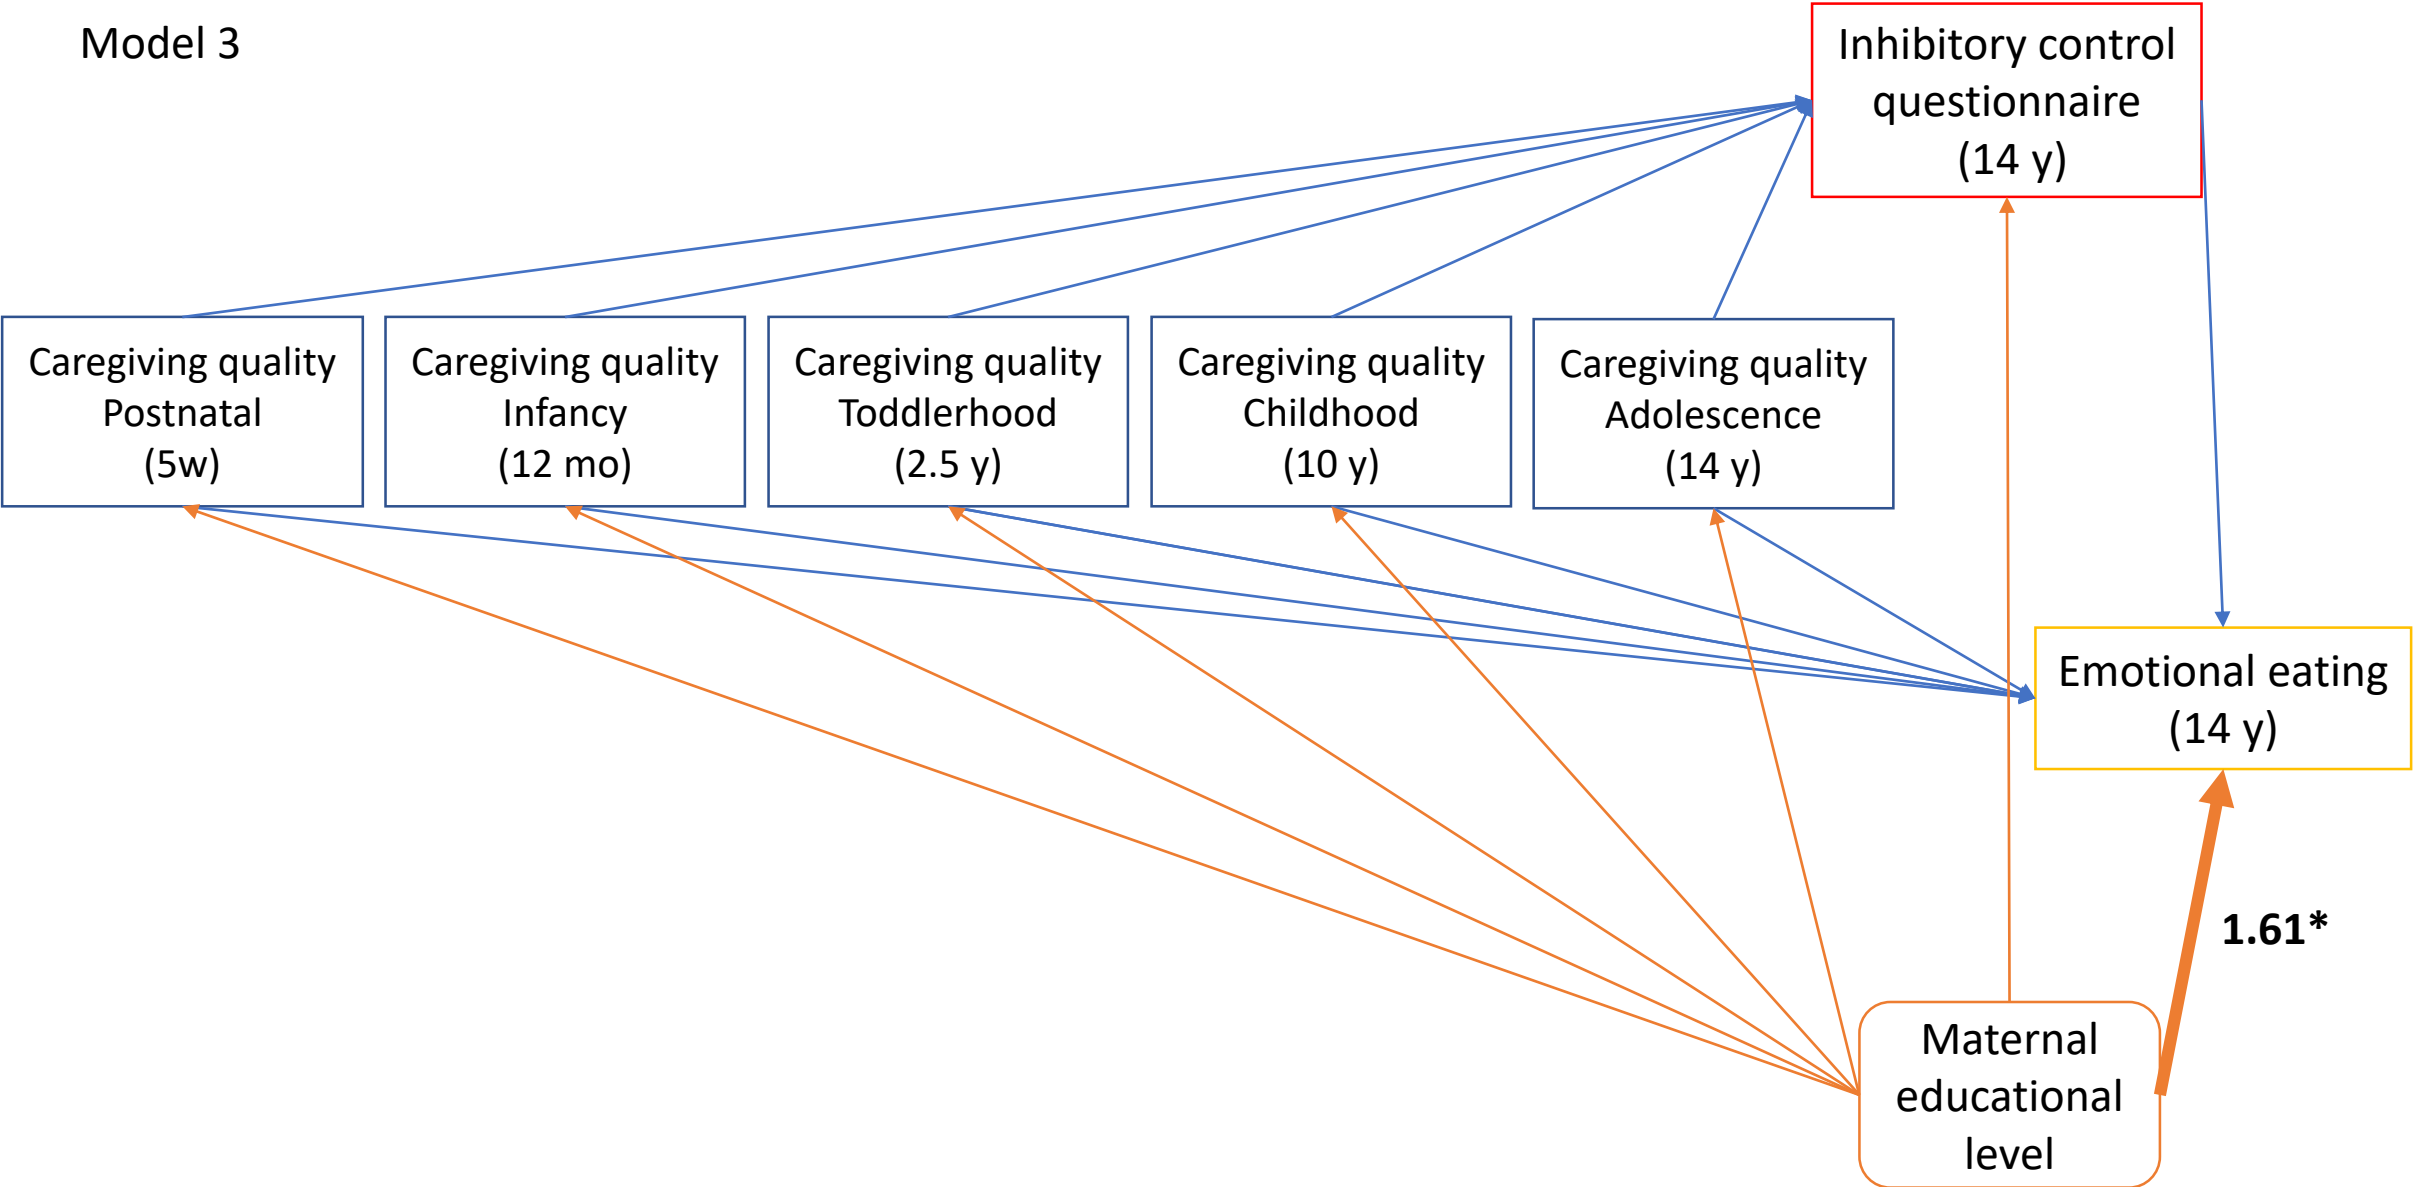 Model 3
Inhibitory control
questionnaire
(14 y)
Caregiving quality
Postnatal
(5w)
Caregiving quality
Infancy
(12 mo)
Caregiving quality
Toddlerhood
(2.5 y)
Caregiving quality
Childhood
(10 y)
Caregiving quality
Adolescence
(14 y)
Emotional eating
(14 y)
1.61*
Maternal
educational
level